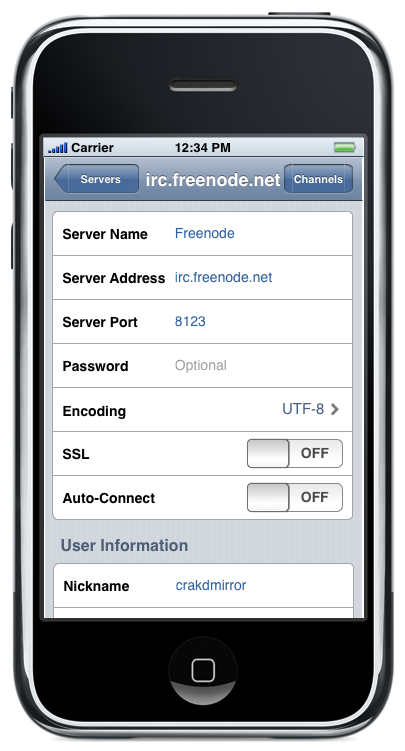 Carrier 12:34 PM
Servers irc.freenode.net Channels
Server Name Freenode
Server Address irc.freenode.net
Server Port 8123
Password Optional
Encoding UTF-8
SSL OFF
Auto-Connect OFF
User Information
Nickname crakdmirror